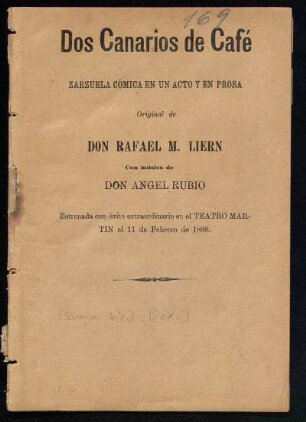 169
Dos Canarios de Café
ZARZUELA CÓMICA EN UN ACTO Y EN PROSA
Original de
DON RAFAEL M. LIERN
Con música de
DON ANGEL RUBIO
Estrenada con éxito extraordinario en el TEATRO MAR-
TIN el 11 de Febrero de 1888.